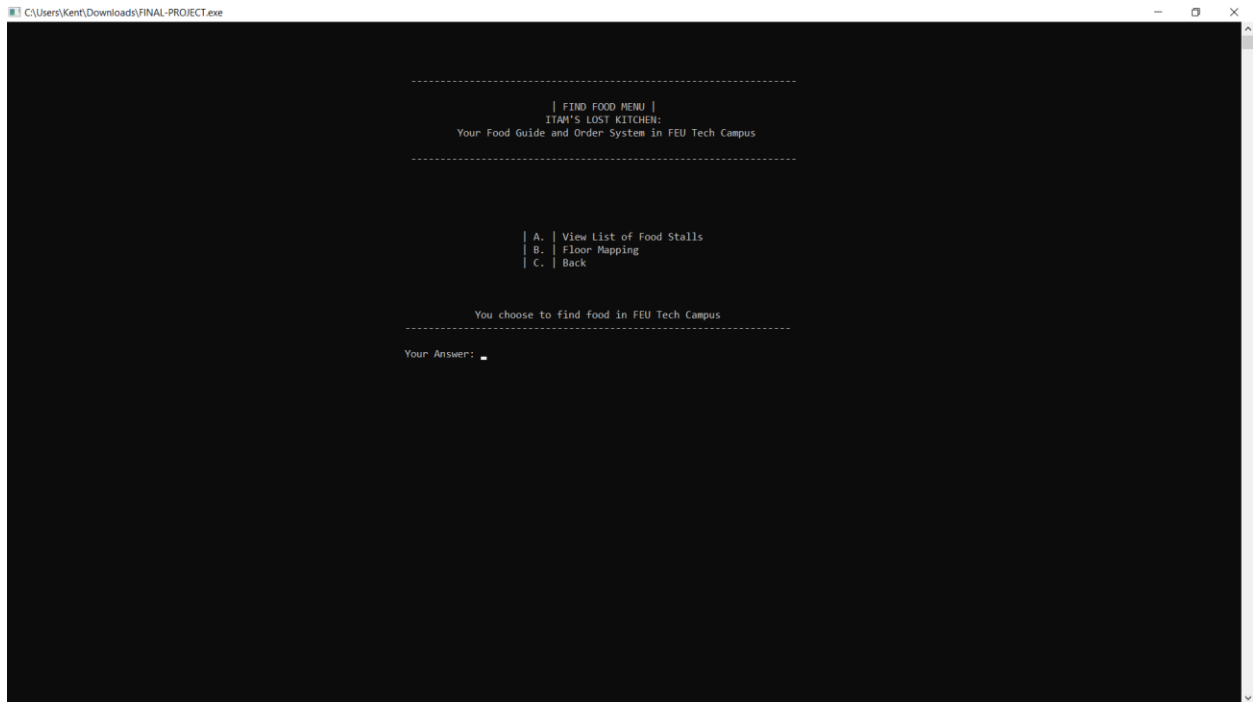 C:\Users\Kent\Downloads\FINAL-PROJECT.exe
------------------------------------------------------------------
| FIND FOOD MENU |
ITAM'S LOST KITCHEN:
Your Food Guide and Order System in FEU Tech Campus
------------------------------------------------------------------
| A. | View List of Food Stalls
| B. | Floor Mapping
| C. | Back
You choose to find food in FEU Tech Campus
------------------------------------------------------------------
Your Answer: _